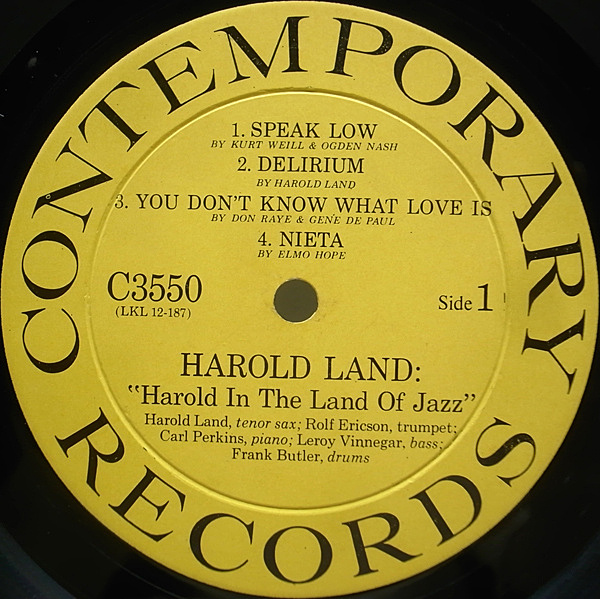 CONTEMPORARY
1. SPEAK LOW
BY KURT WEILL & OGDEN NASH
2. DELIRIUM
BY HAROLD LAND
3. YOU DON'T KNOW WHAT LOVE IS
BY DON RAYE & GENE DE PAUL
4. NIETA
BY ELMO HOPE
C3550
(LKL 12-187)
Side 1
HAROLD LAND:
"Harold In The Land Of Jazz"
Harold Land, tenor sax; Rolf Ericson, trumpet;
Carl Perkins, piano; Leroy Vinnegar, bass;
Frank Butler, drums
RECORDS